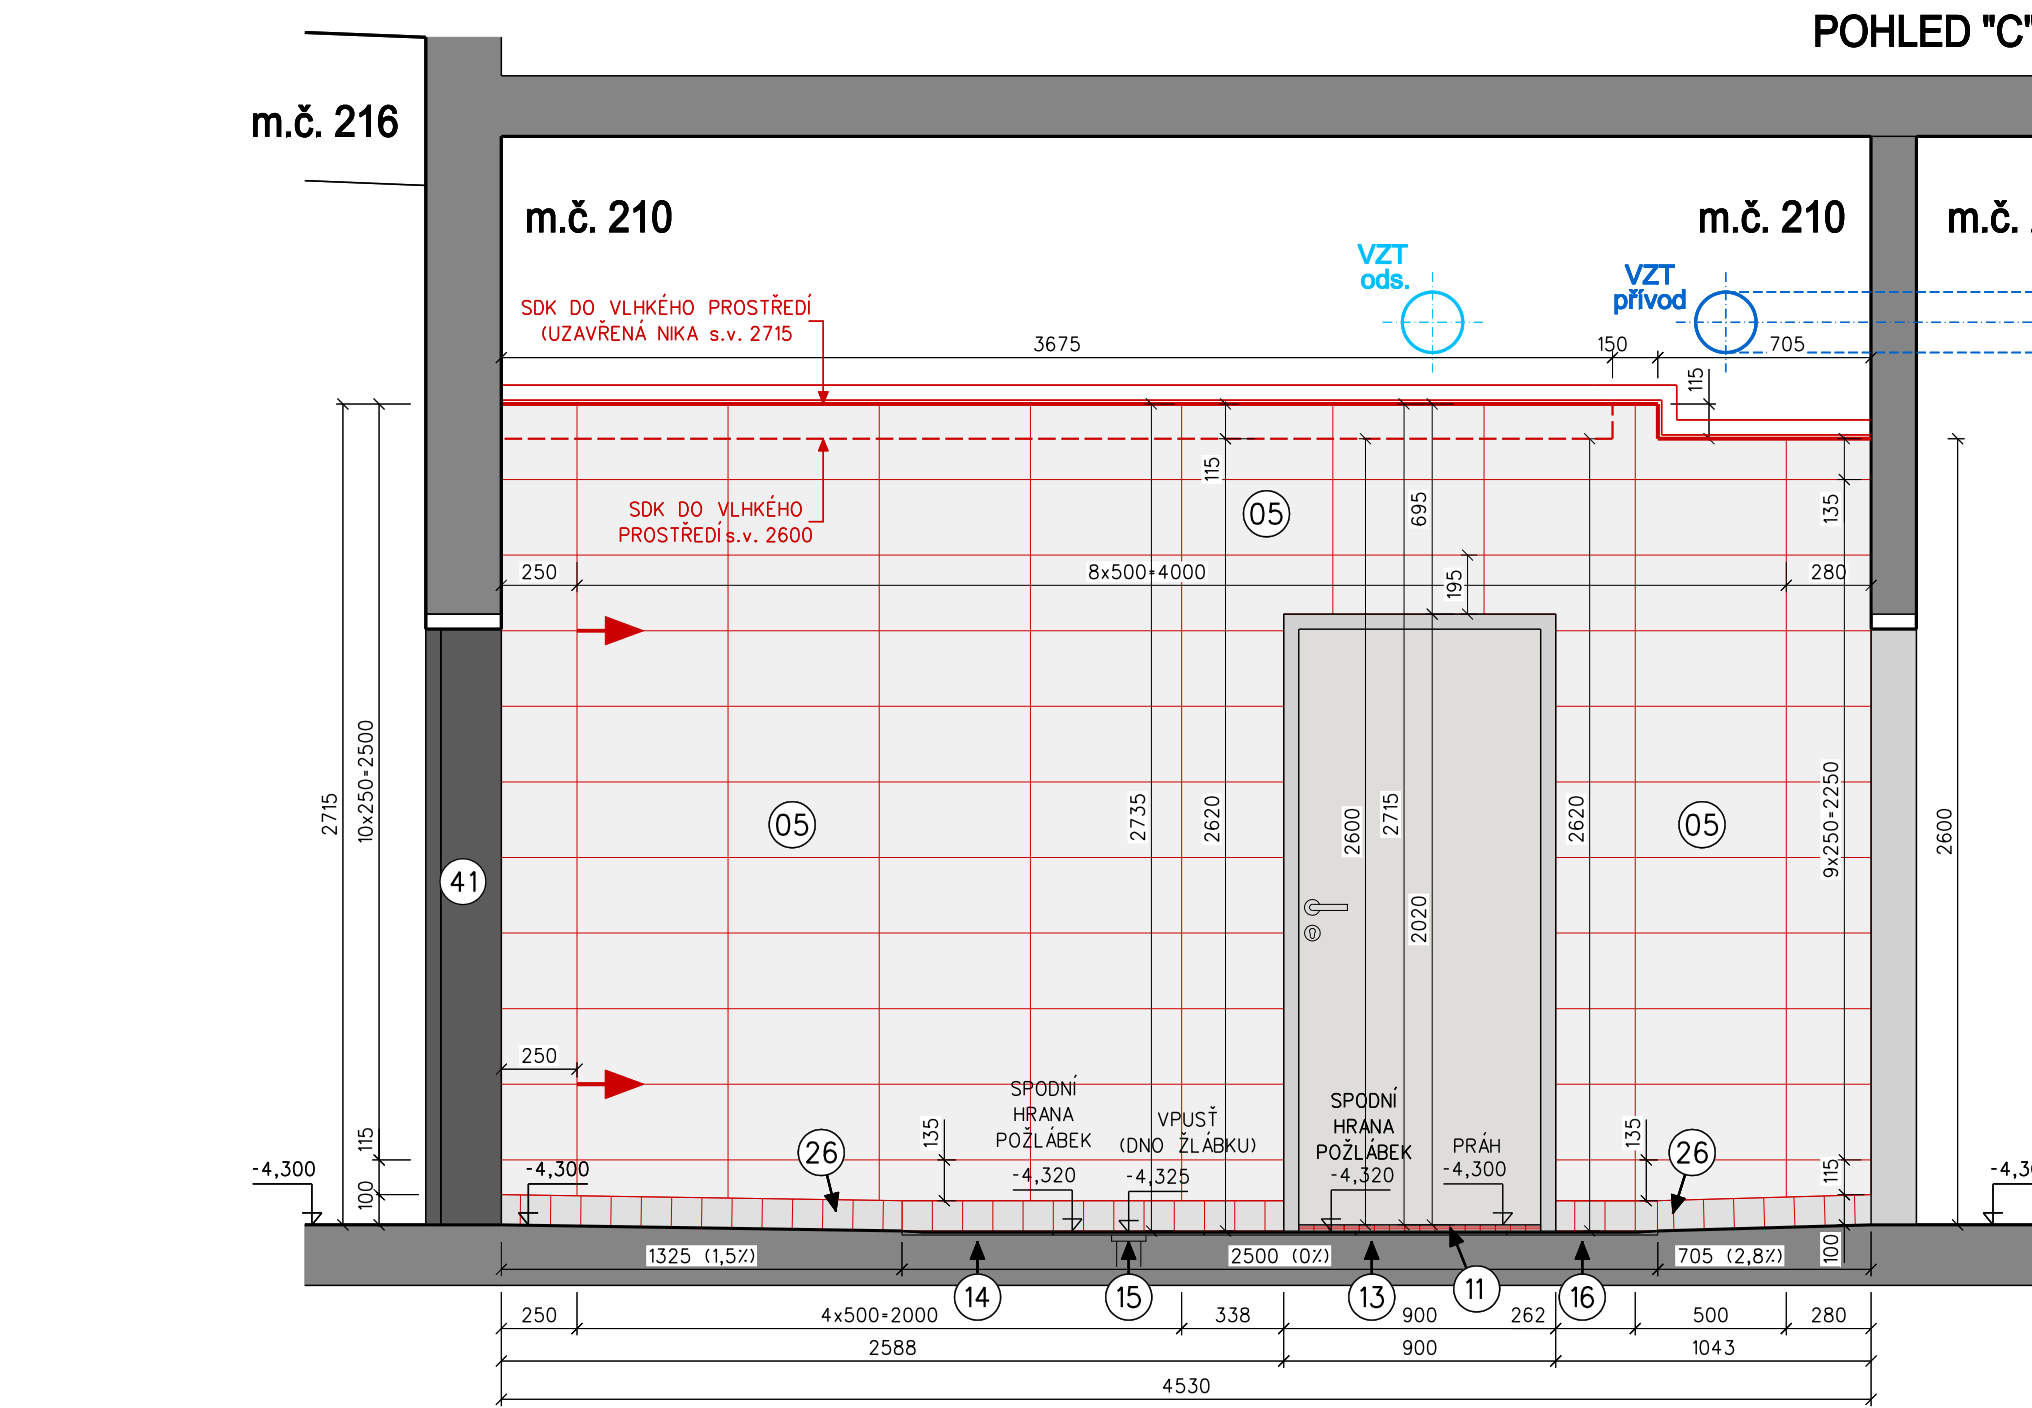 POHLED "C"
m.č. 216
m.č. 210
m.č. 210
m.č.
VZT
ods.
VZT
přívod
SDK DO VLHKÉHO PROSTŘEDÍ
(UZAVŘENÁ NIKA s.v. 2715
3675
150
705
115
115
695
135
SDK DO VLHKÉHO
PROSTŘEDÍ s.v. 2600
05
250
8x500=4000
195
280
2715
10x250=2500
2735
2620
2600
2715
2620
9x250=2250
2600
05
05
41
2020
250
SPODNÍ
HRANA
POŽLÁBEK
-4,320
VPUSŤ
(DNO ŽLÁBKU)
-4,325
SPODNÍ
HRANA
POŽLÁBEK
-4,320
PRÁH
-4,300
135
135
26
26
115
100
115
100
-4,300
-4,300
1325 (1,5%)
2500 (0%)
705 (2,8%)
14
15
13
11
16
250
4x500=2000
338
900
262
500
280
2588
900
1043
4530